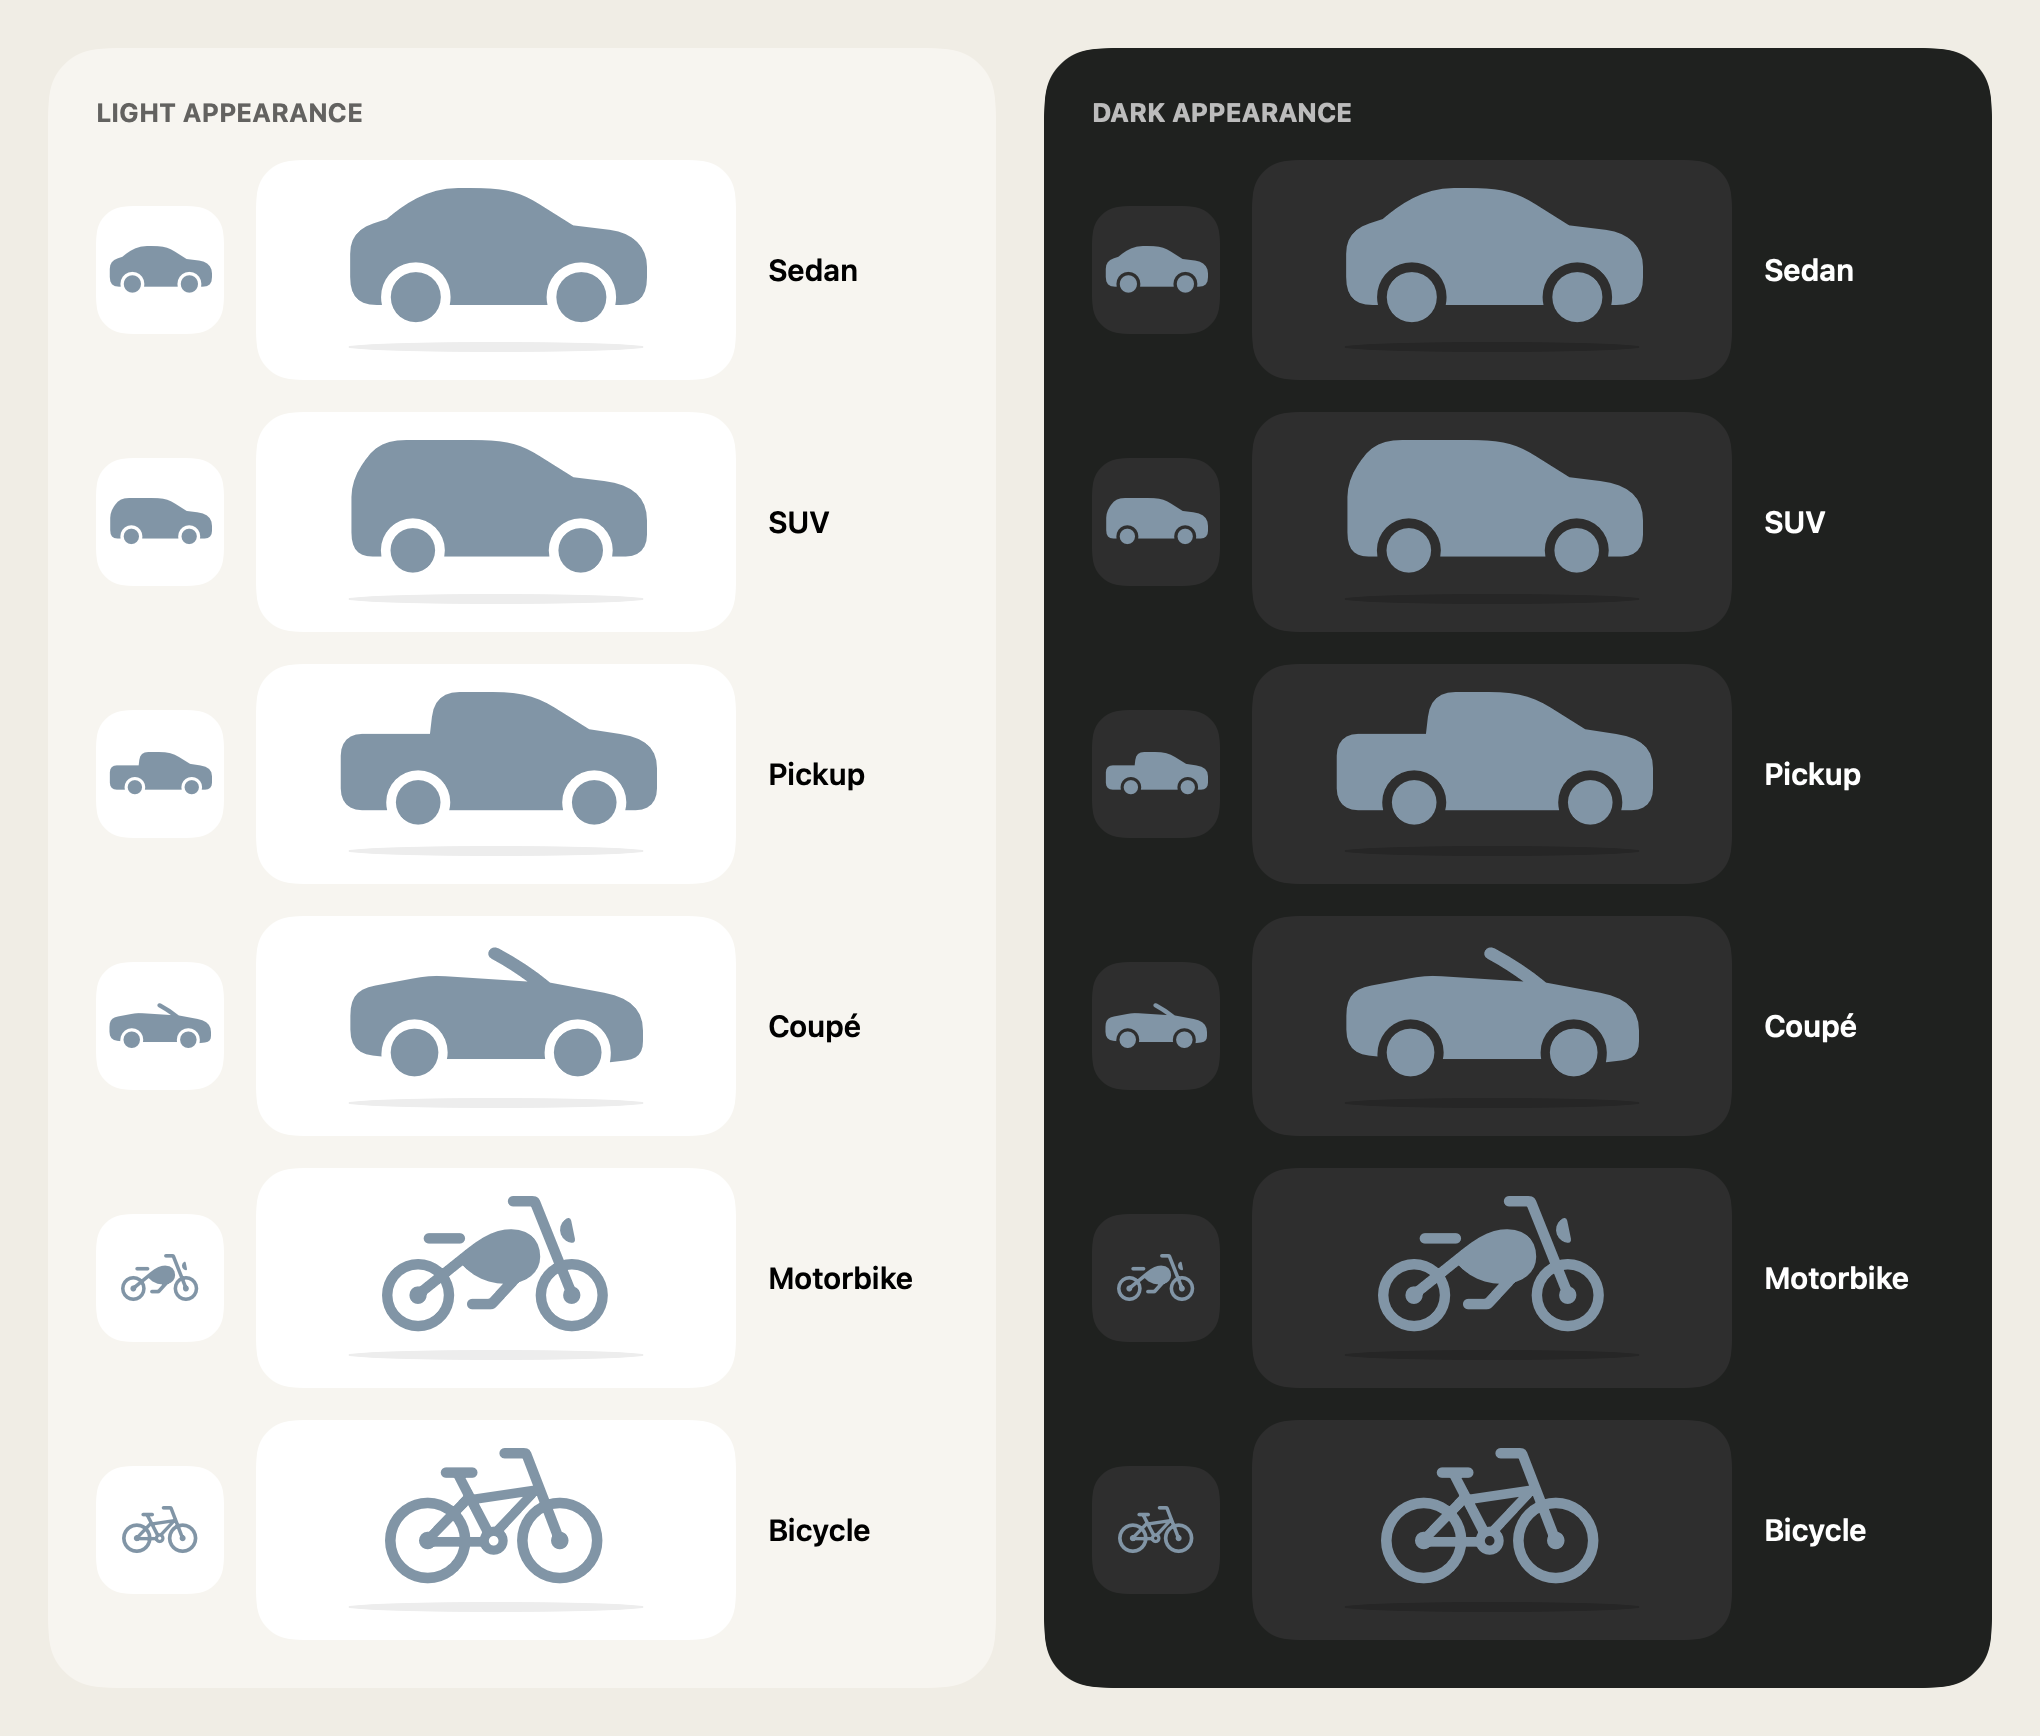 LIGHT APPEARANCE
Sedan
SUV
Pickup
Coupé
Motorbike
Bicycle
DARK APPEARANCE
Sedan
SUV
Pickup
Coupé
Motorbike
Bicycle